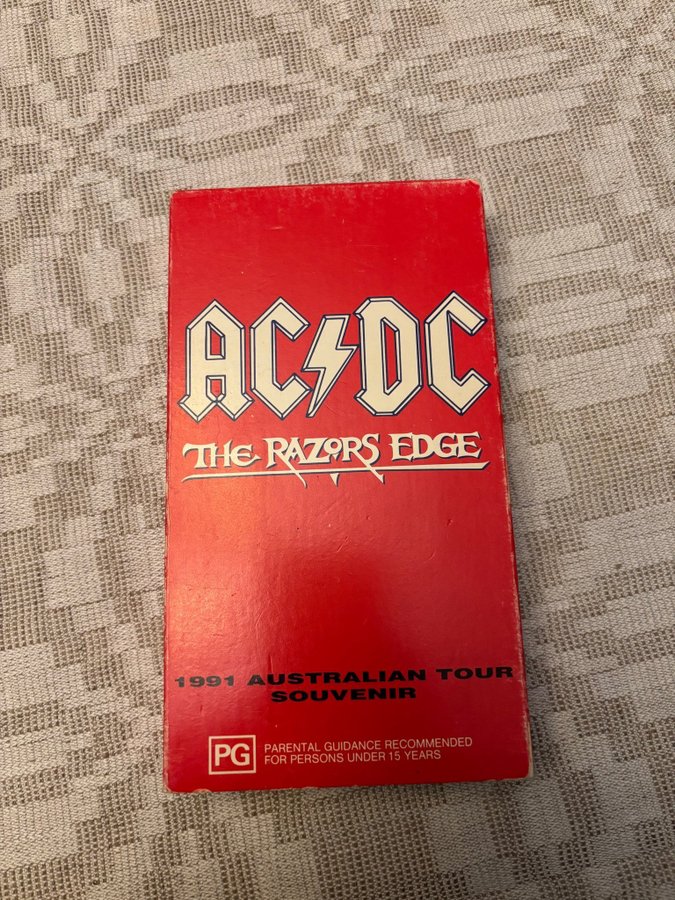 AC⚡DC
THE RAZORS EDGE
1991 AUSTRALIAN TOUR
SOUVENIR
PG
PARENTAL GUIDANCE RECOMMENDED
FOR PERSONS UNDER 15 YEARS